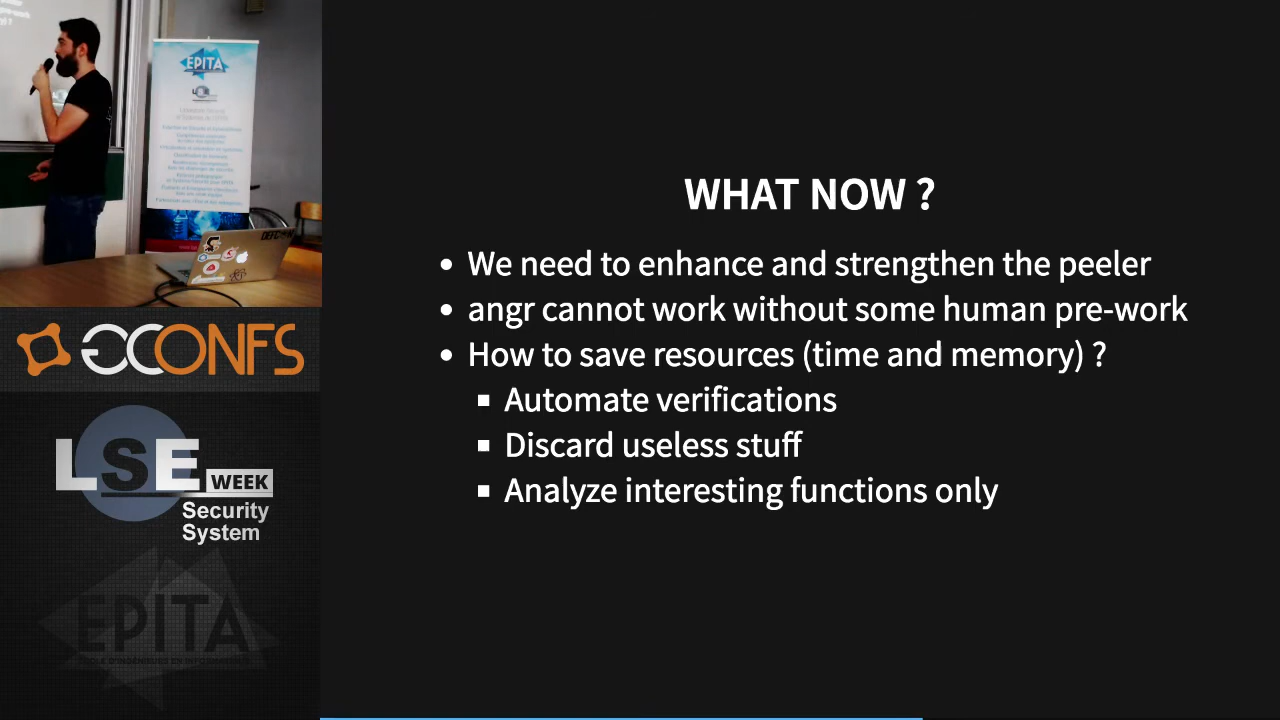 EPITA
DEFCON
WHAT NOW ?
• We need to enhance and strengthen the peeler
• angr cannot work without some human pre-work
• How to save resources (time and memory) ?
▪ Automate verifications
▪ Discard useless stuff
▪ Analyze interesting functions only
GCONFS
LSE WEEK
Security
System
EPITA